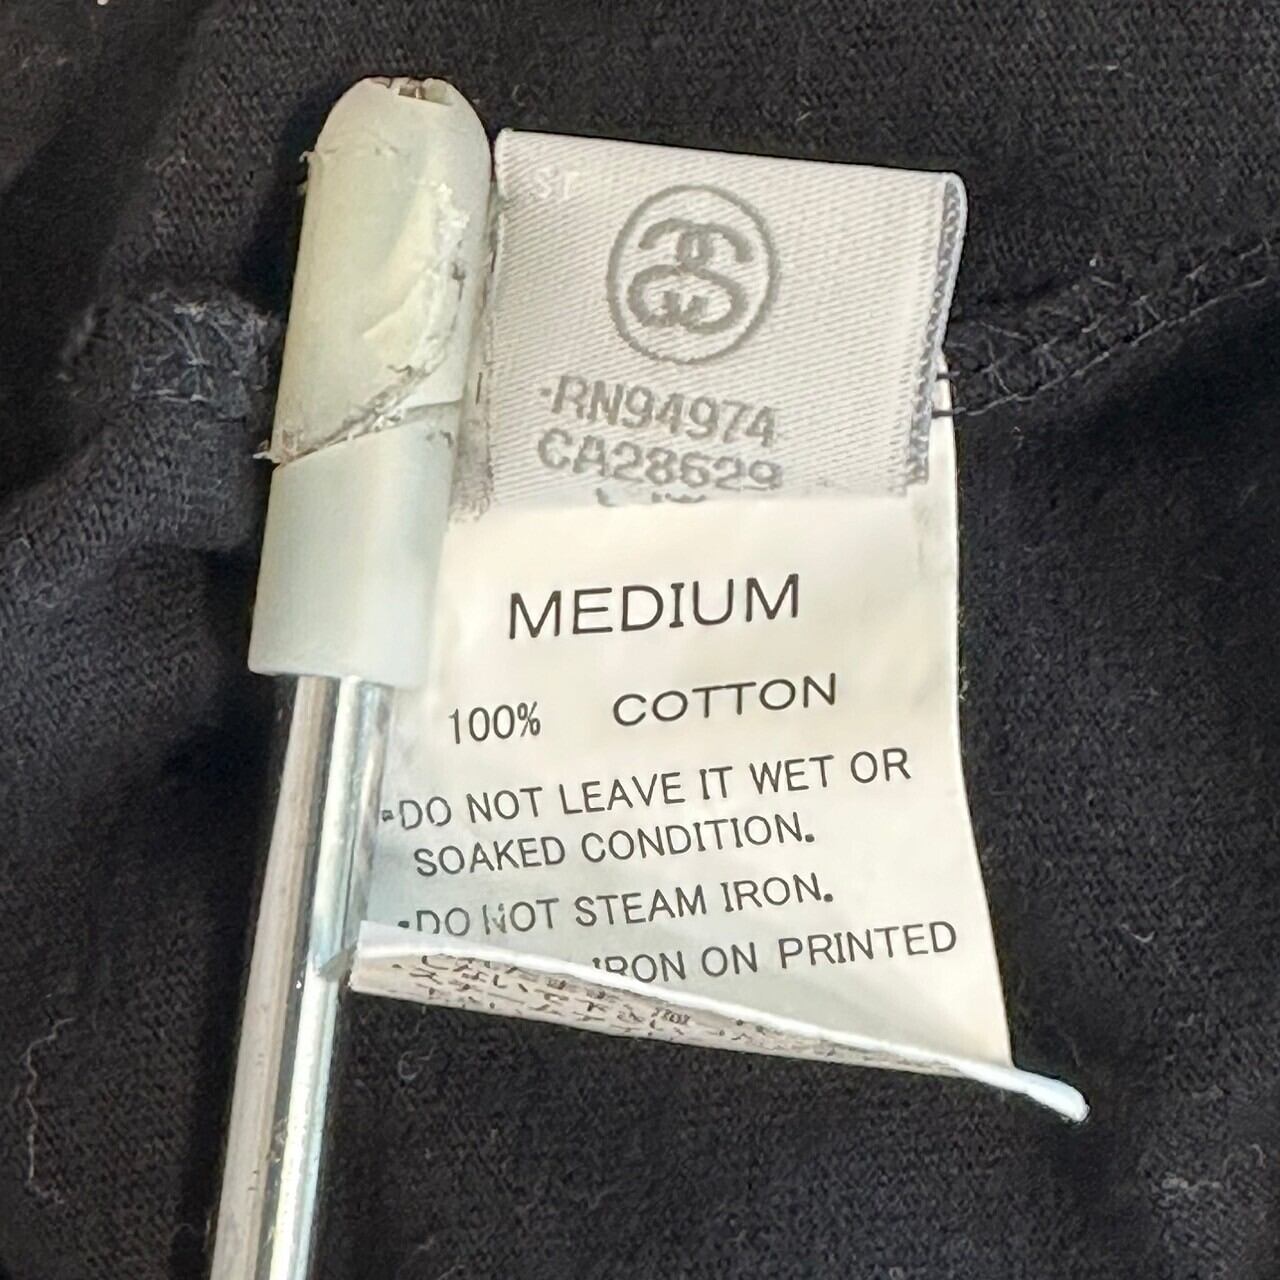 ST
-RN94974
CA28629
MEDIUM
100% COTTON
-DO NOT LEAVE IT WET OR
SOAKED CONDITION.
-DO NOT STEAM IRON.
IRON ON PRINTED